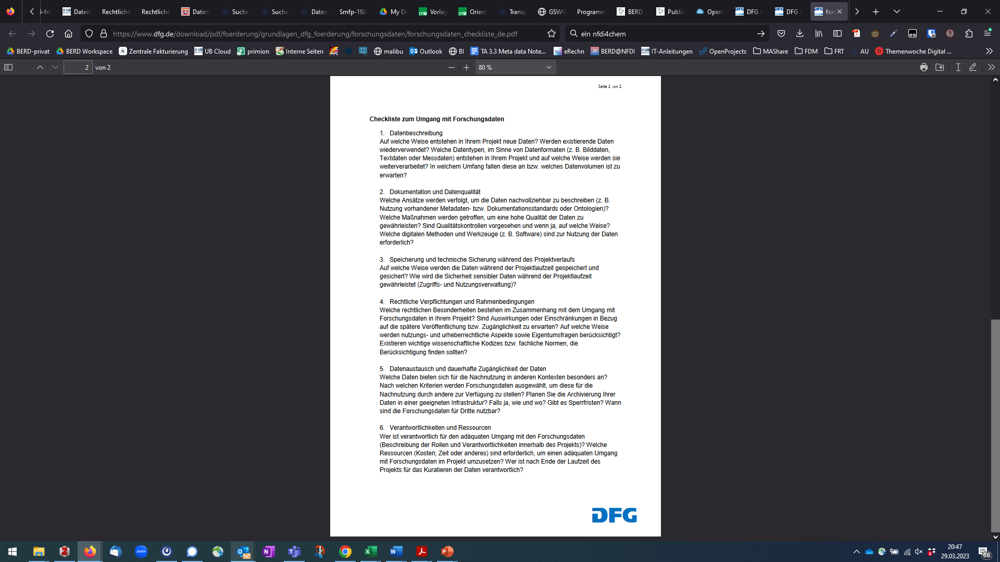 5-for
Dateie
Rechtliche
Rechtliche
Daten
Suche
Suche
Daten
Smfp-192-
My Dr
Vorlag
Orient
Transp
GSWG
Programm
BERD
Public
Open
DFG -
DFG -
for
https://www.dfg.de/download/pdf/foerderung/grundlagen_dfg_foerderung/forschungsdaten/forschungsdaten_checkliste_de.pdf
eln nfdi4chem
BERD-privat
BERD Workspace
Zentrale Fakturierung
UB Cloud
primion
Interne Seiten
malibu
Outlook
BI
TA 3.3 Meta data Note...
eRechn
BERD@NFDI
IT-Anleitungen
OpenProjects
MAShare
FDM
FRT
AU
Themenwoche Digital ...
2 von 2
80 %
Seite 2 von 2
Checkliste zum Umgang mit Forschungsdaten
1. Datenbeschreibung
Auf welche Weise entstehen in Ihrem Projekt neue Daten? Werden existierende Daten
wiederverwendet? Welche Datentypen, im Sinne von Datenformaten (z. B. Bilddaten,
Textdaten oder Messdaten) entstehen in Ihrem Projekt und auf welche Weise werden sie
weiterverarbeitet? In welchem Umfang fallen diese an bzw. welches Datenvolumen ist zu
erwarten?
2. Dokumentation und Datenqualität
Welche Ansätze werden verfolgt, um die Daten nachvollziehbar zu beschreiben (z. B.
Nutzung vorhandener Metadaten- bzw. Dokumentationsstandards oder Ontologien)?
Welche Maßnahmen werden getroffen, um eine hohe Qualität der Daten zu
gewährleisten? Sind Qualitätskontrollen vorgesehen und wenn ja, auf welche Weise?
Welche digitalen Methoden und Werkzeuge (z. B. Software) sind zur Nutzung der Daten
erforderlich?
3. Speicherung und technische Sicherung während des Projektverlaufs
Auf welche Weise werden die Daten während der Projektlaufzeit gespeichert und
gesichert? Wie wird die Sicherheit sensibler Daten während der Projektlaufzeit
gewährleistet (Zugriffs- und Nutzungsverwaltung)?
4. Rechtliche Verpflichtungen und Rahmenbedingungen
Welche rechtlichen Besonderheiten bestehen im Zusammenhang mit dem Umgang mit
Forschungsdaten in Ihrem Projekt? Sind Auswirkungen oder Einschränkungen in Bezug
auf die spätere Veröffentlichung bzw. Zugänglichkeit zu erwarten? Auf welche Weise
werden nutzungs- und urheberrechtliche Aspekte sowie Eigentumsfragen berücksichtigt?
Existieren wichtige wissenschaftliche Kodizes bzw. fachliche Normen, die
Berücksichtigung finden sollten?
5. Datenaustausch und dauerhafte Zugänglichkeit der Daten
Welche Daten bieten sich für die Nachnutzung in anderen Kontexten besonders an?
Nach welchen Kriterien werden Forschungsdaten ausgewählt, um diese für die
Nachnutzung durch andere zur Verfügung zu stellen? Planen Sie die Archivierung Ihrer
Daten in einer geeigneten Infrastruktur? Falls ja, wie und wo? Gibt es Sperrfristen? Wann
sind die Forschungsdaten für Dritte nutzbar?
6. Verantwortlichkeiten und Ressourcen
Wer ist verantwortlich für den adäquaten Umgang mit den Forschungsdaten
(Beschreibung der Rollen und Verantwortlichkeiten innerhalb des Projekts)? Welche
Ressourcen (Kosten; Zeit oder anderes) sind erforderlich, um einen adäquaten Umgang
mit Forschungsdaten im Projekt umzusetzen? Wer ist nach Ende der Laufzeit des
Projekts für das Kuratieren der Daten verantwortlich?
DFG
20:47
29.03.2023
68